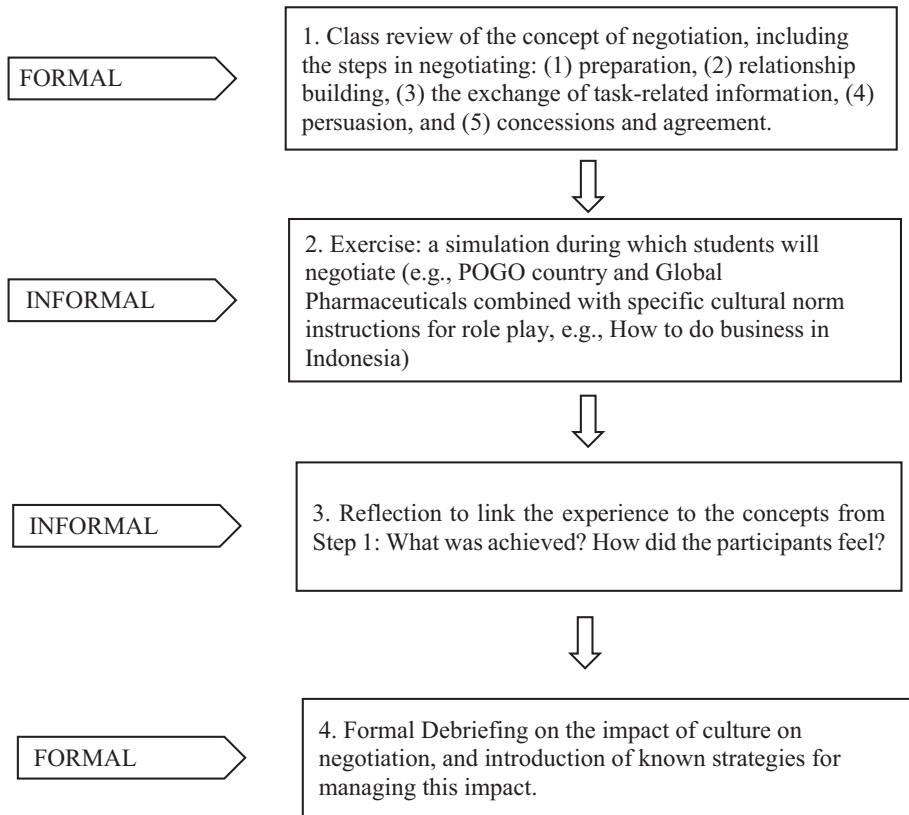 FORMAL
1. Class review of the concept of negotiation, including
the steps in negotiating: (1) preparation, (2) relationship
building, (3) the exchange of task-related information, (4)
persuasion, and (5) concessions and agreement.
INFORMAL
2. Exercise: a simulation during which students will
negotiate (e.g., POGO country and Global
Pharmaceuticals combined with specific cultural norm
instructions for role play, e.g., How to do business in
Indonesia)
INFORMAL
3. Reflection to link the experience to the concepts from
Step 1: What was achieved? How did the participants feel?
FORMAL
4. Formal Debriefing on the impact of culture on
negotiation, and introduction of known strategies for
managing this impact.